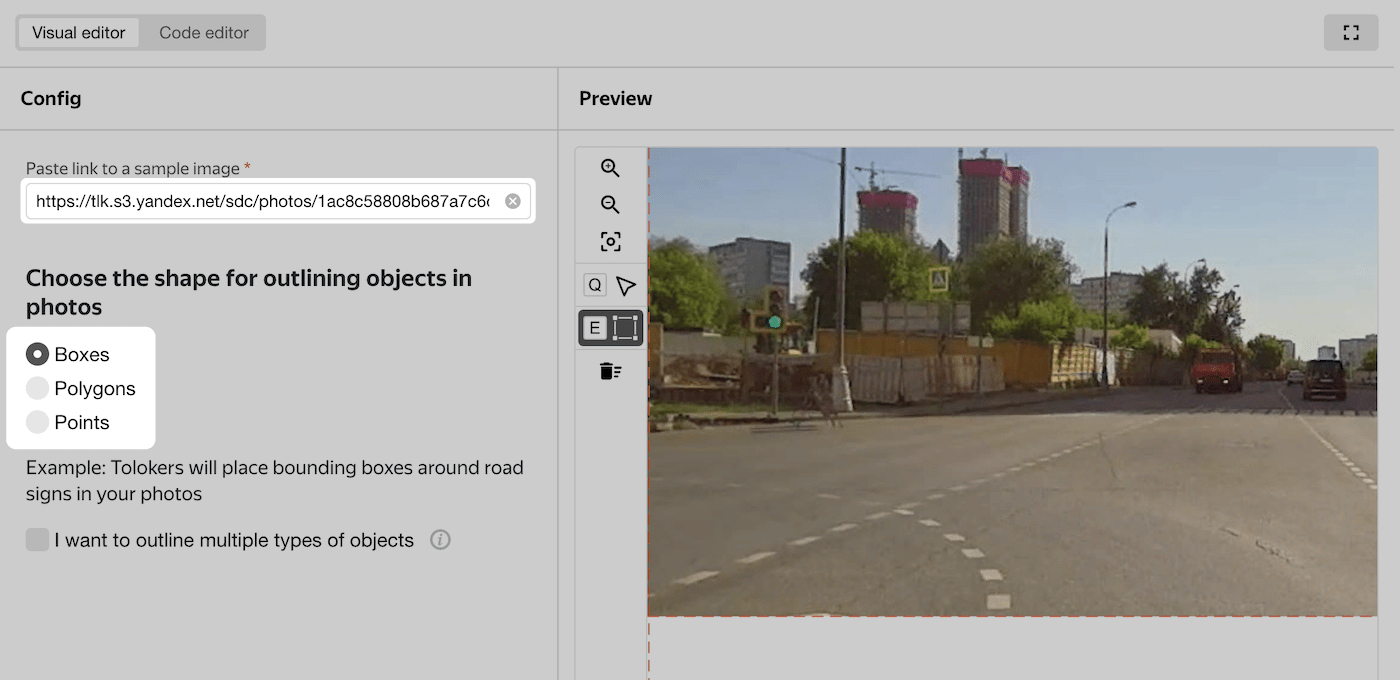 Visual editor
Code editor
Config
Preview
Paste link to a sample image *
https://tlk.s3.yandex.net/sdc/photos/1ac8c58808b687a7c6
Choose the shape for outlining objects in
photos
Boxes
Polygons
Points
Example: Tolokers will place bounding boxes around road
signs in your photos
I want to outline multiple types of objects
i
Q
E